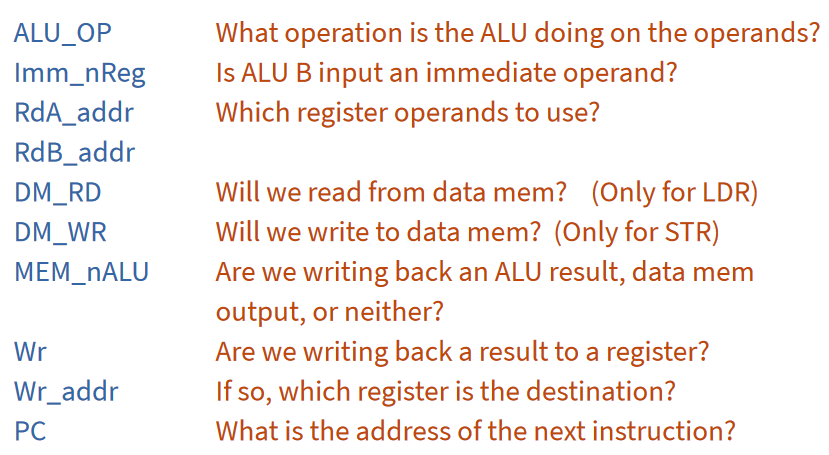 ALU_OP What operation is the ALU doing on the operands?
Imm_nReg Is ALU B input an immediate operand?
RdA_addr Which register operands to use?
RdB_addr
DM_RD Will we read from data mem? (Only for LDR)
DM_WR Will we write to data mem? (Only for STR)
MEM_nALU Are we writing back an ALU result, data mem
output, or neither?
Wr Are we writing back a result to a register?
Wr_addr If so, which register is the destination?
PC What is the address of the next instruction?